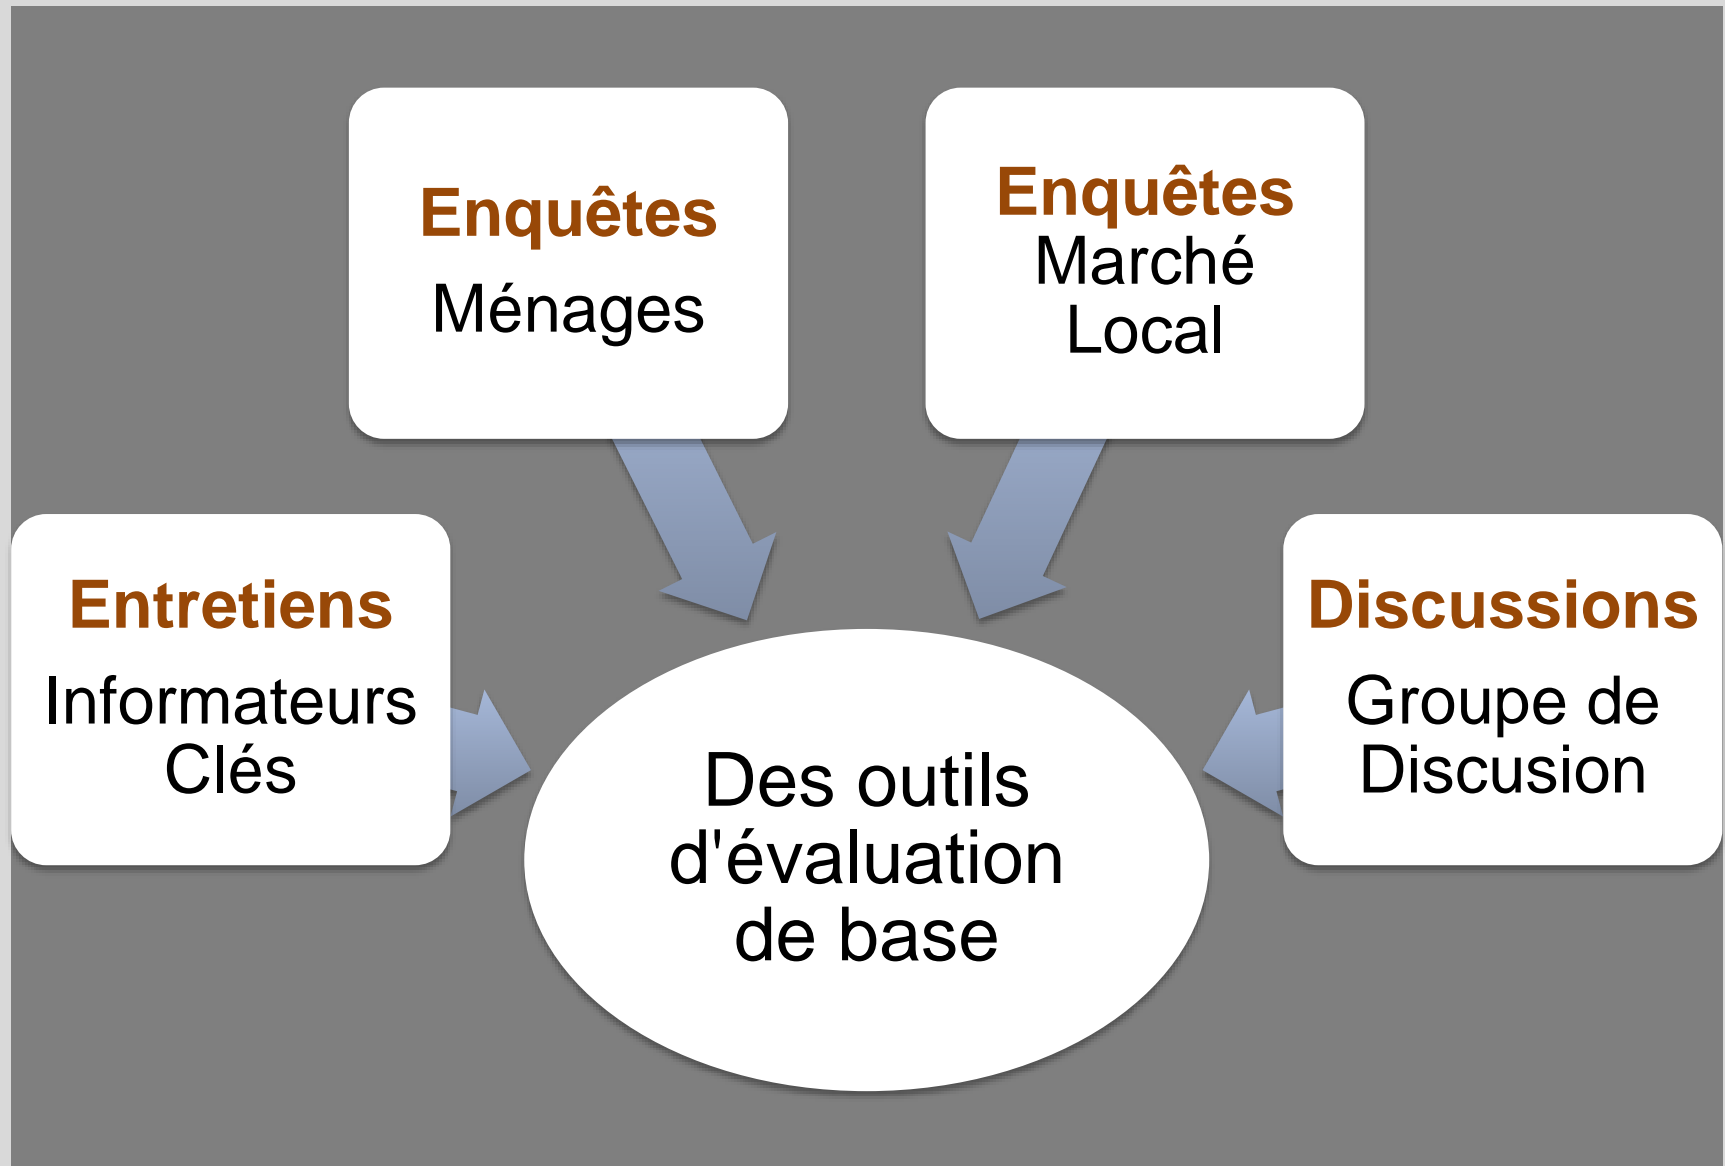 Enquêtes
Ménages
Enquêtes
Marché
Local
Entretiens
Informateurs
Clés
Discussions
Groupe de
Discusion
Des outils
d'évaluation
de base